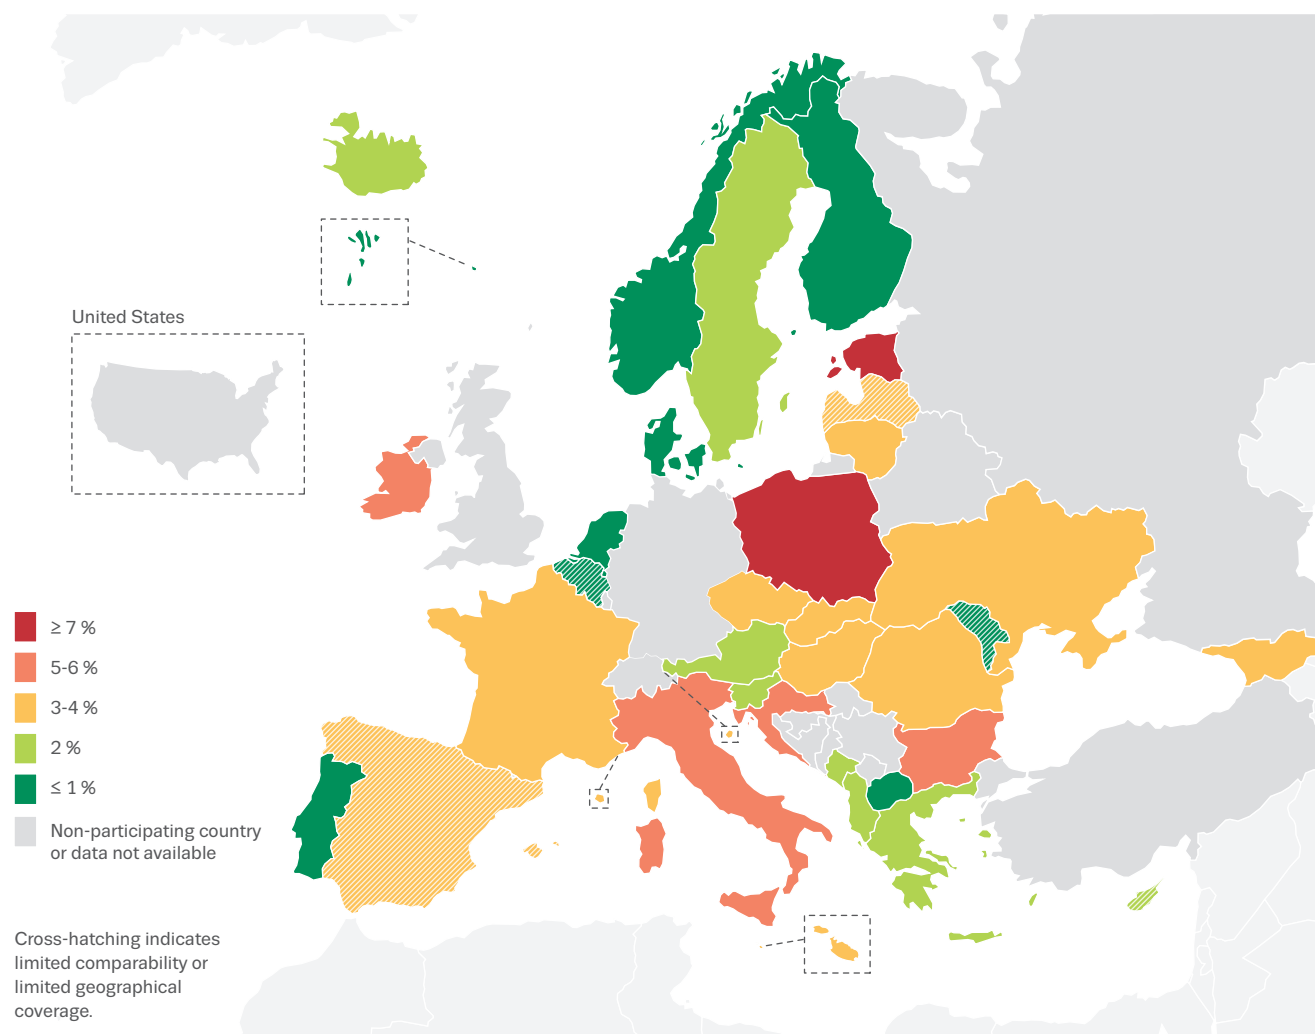 United States
≥ 7 %
5-6 %
3-4 %
2 %
≤ 1 %
Non-participating country
or data not available
Cross-hatching indicates
limited comparability or
limited geographical
coverage.